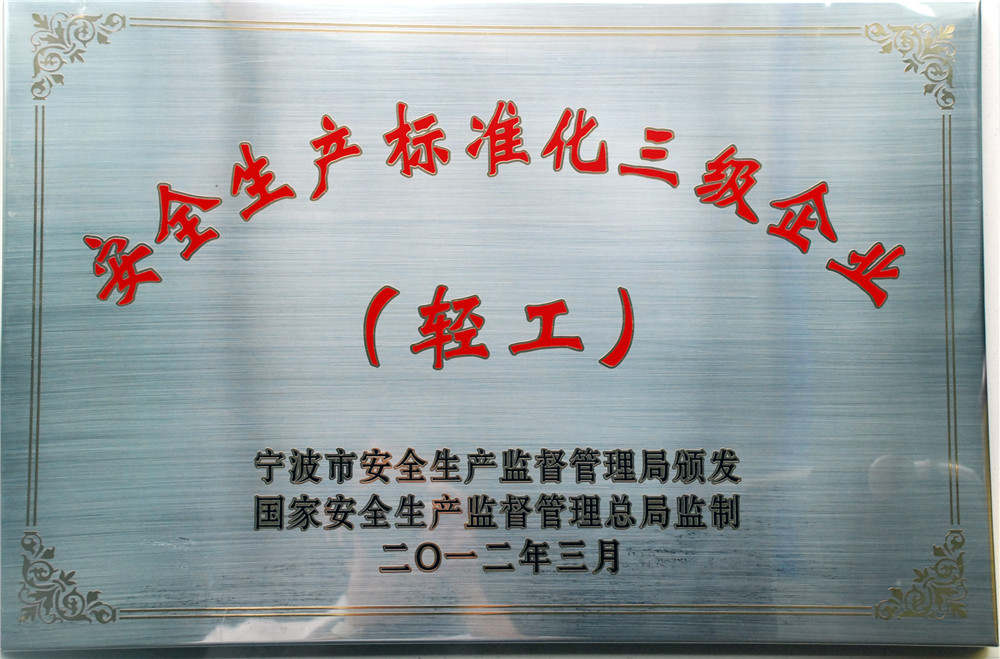 安全生产标准化三级企业
（轻工）
宁波市安全生产监督管理局颁发
国家安全生产监督管理总局监制
二〇一二年三月